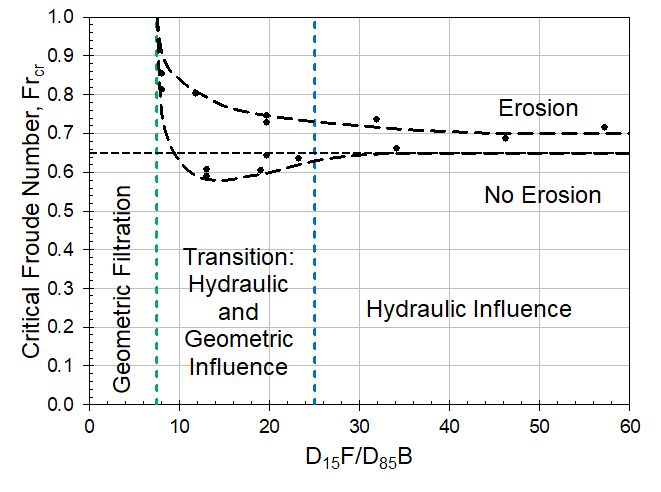 Critical Froude Number, Frcr
1.0
0.9
0.8
0.7
0.6
0.5
0.4
0.3
0.2
0.1
0.0
Erosion
No Erosion
Geometric Filtration
Transition:
Hydraulic
and
Geometric
Influence
Hydraulic Influence
0 10 20 30 40 50 60
D15F/D85B